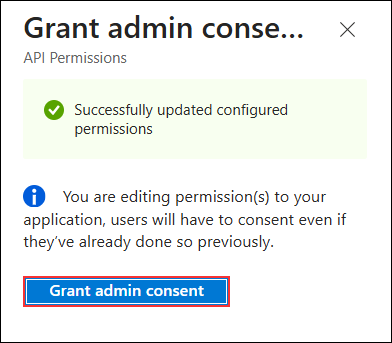 Grant admin conse...
API Permissions
Successfully updated configured
permissions
You are editing permission(s) to your
application, users will have to consent even if
they've already done so previously.
Grant admin consent